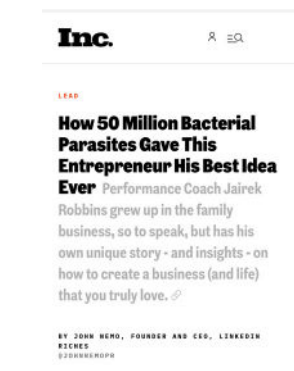 Inc.
LEAD
How 50 Million Bacterial
Parasites Gave This
Entrepreneur His Best Idea
Ever Performance Coach Jairek
Robbins grew up in the family
business, so to speak, but has his
own unique story - and insights - on
how to create a business (and life)
that you truly love.
BY JOHN NEMO, FOUNDER AND CEO, LINKEDIN
RICHES
@JOHNNEMOPR